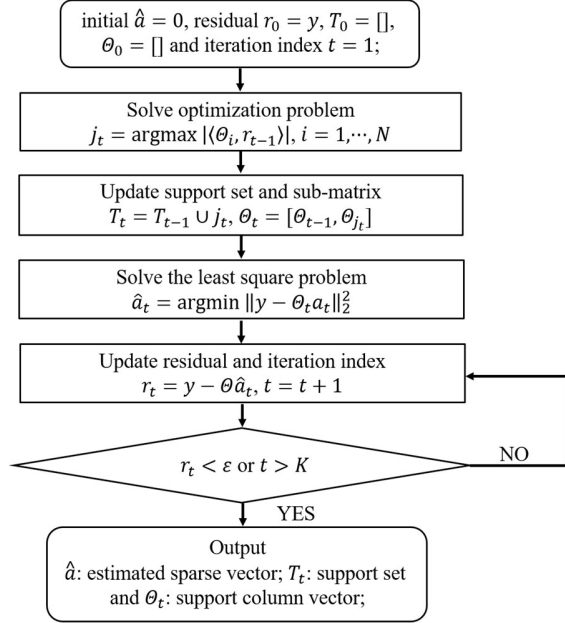 initial â = 0, residual r₀ = y, T₀ = [],
Θ₀ = [] and iteration index t = 1;
Solve optimization problem
jₜ = argmax |⟨Θᵢ, rₜ₋₁⟩|, i = 1,⋯, N
Update support set and sub-matrix
Tₜ = Tₜ₋₁ ∪ jₜ, Θₜ = [Θₜ₋₁, Θ_{jₜ}]
Solve the least square problem
âₜ = argmin ‖y − Θₜaₜ‖₂²
Update residual and iteration index
rₜ = y − Θâₜ, t = t + 1
rₜ < ε or t > K
NO
YES
Output
â: estimated sparse vector; Tₜ: support set
and Θₜ: support column vector;